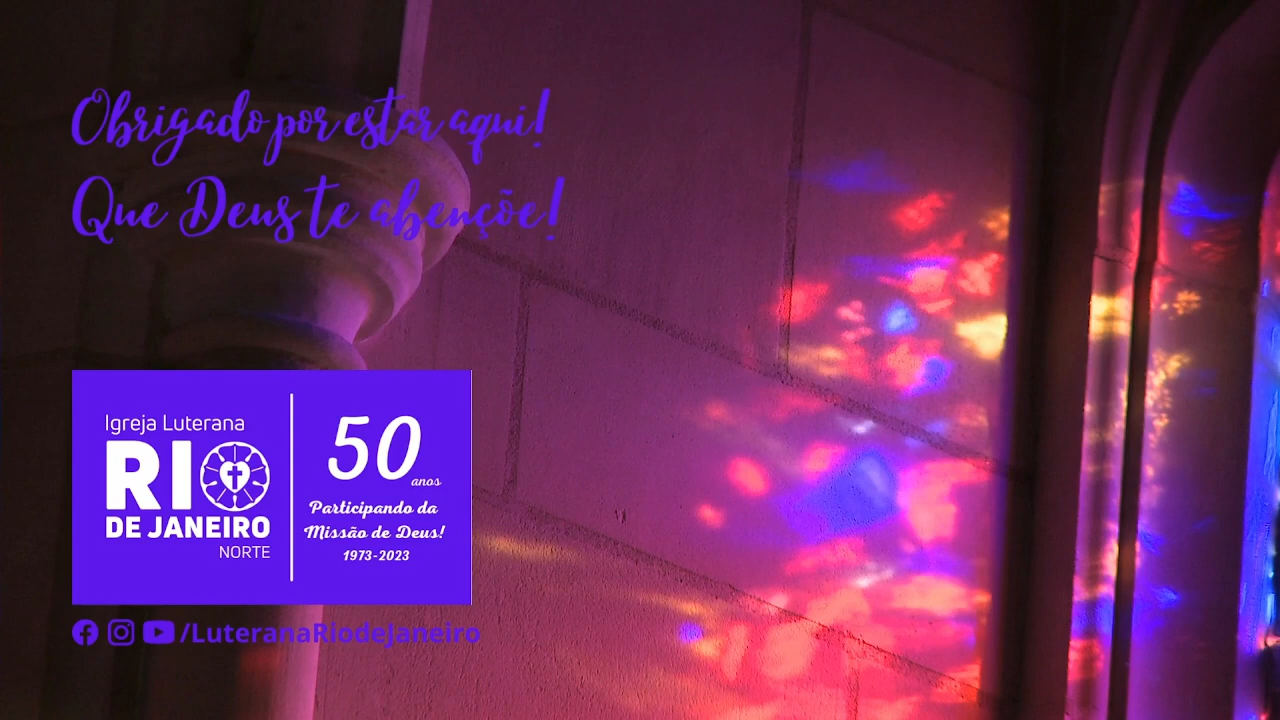 Obrigado por estar aqui!
Que Deus te abençõe!
Igreja Luterana
RIO
DE JANEIRO
NORTE
50
anos
Participando da
Missão de Deus!
1973-2023
/LuteranaRiodeJaneiro